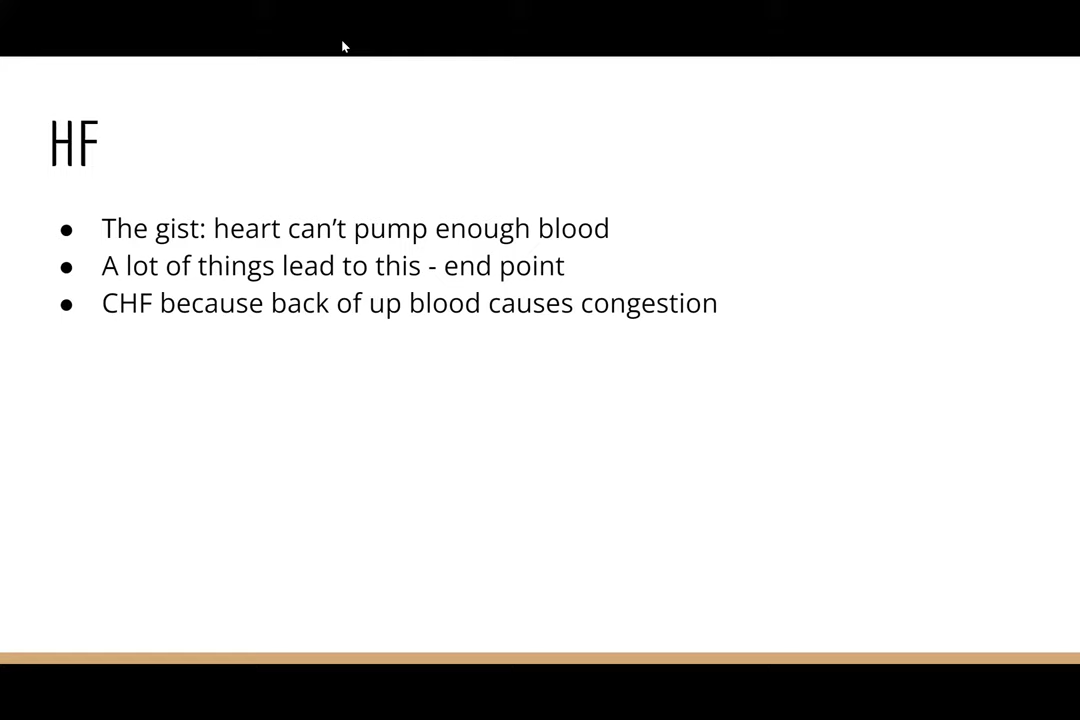 HF
● The gist: heart can’t pump enough blood
● A lot of things lead to this - end point
● CHF because back of up blood causes congestion